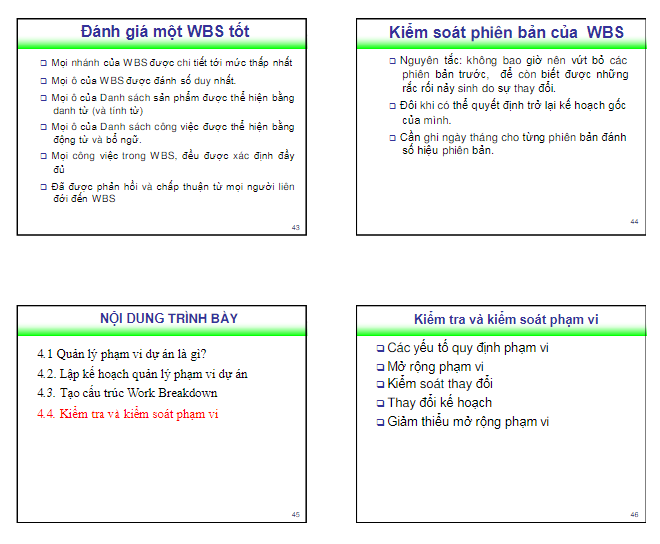 Đánh giá một WBS tốt
❑ Mọi nhánh của WBS được chi tiết tới mức thấp nhất
❑ Mọi ô của WBS được đánh số duy nhất.
❑ Mọi ô của Danh sách sản phẩm được thể hiện bằng
danh từ (và tính từ)
❑ Mọi ô của Danh sách công việc được thể hiện bằng
động từ và bổ ngữ.
❑ Mọi công việc trong WBS, đều được xác định đầy
đủ
❑ Đã được phản hồi và chấp thuận từ mọi người liên
đới đến WBS
43
Kiểm soát phiên bản của WBS
❑ Nguyên tắc: không bao giờ nên vứt bỏ các
phiên bản trước, để còn biết được những
rắc rối nảy sinh do sự thay đổi.
❑ Đôi khi có thể quyết định trở lại kế hoạch gốc
của mình.
❑ Cần ghi ngày tháng cho từng phiên bản đánh
số hiệu phiên bản.
44
NỘI DUNG TRÌNH BÀY
4.1 Quản lý phạm vi dự án là gì?
4.2. Lập kế hoạch quản lý phạm vi dự án
4.3. Tạo cấu trúc Work Breakdown
4.4. Kiểm tra và kiểm soát phạm vi
45
Kiểm tra và kiểm soát phạm vi
❑ Các yếu tố quy định phạm vi
❑ Mở rộng phạm vi
❑ Kiểm soát thay đổi
❑ Thay đổi kế hoạch
❑ Giảm thiểu mở rộng phạm vi
46